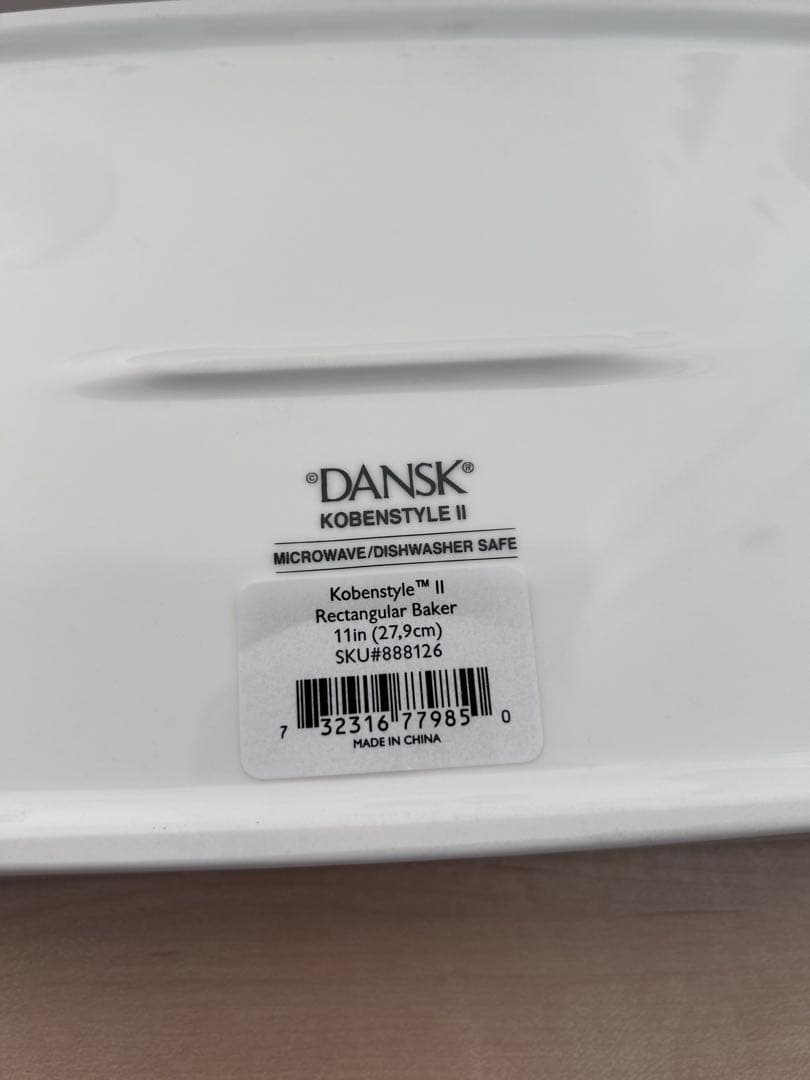 ©DANSK®
KOBENSTYLE II
MICROWAVE/DISHWASHER SAFE
Kobenstyle™ II
Rectangular Baker
11in (27,9cm)
SKU#888126
7 32316 77985 0
MADE IN CHINA